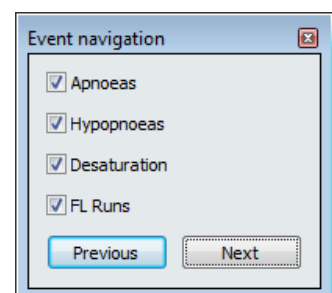 Event navigation
Apnoeas
Hypopnoeas
Desaturation
FL Runs
Previous Next